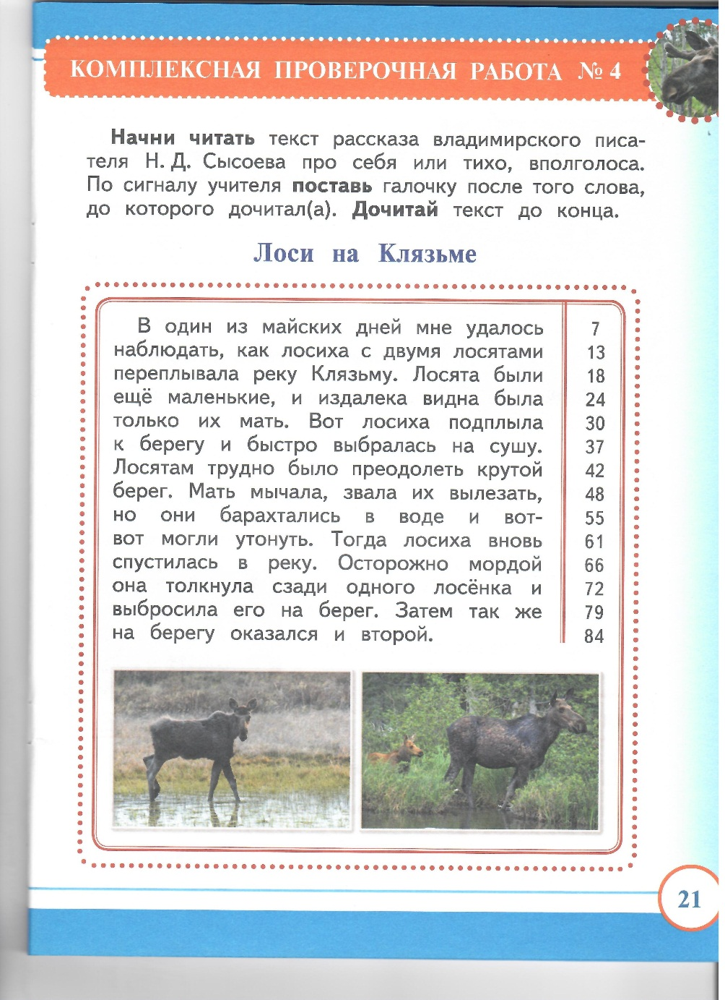 КОМПЛЕКСНАЯ ПРОВЕРОЧНАЯ РАБОТА № 4
Начни читать текст рассказа владимирского писа-
теля Н. Д. Сысоева про себя или тихо, вполголоса.
По сигналу учителя поставь галочку после того слова,
до которого дочитал(а). Дочитай текст до конца.
Лоси на Клязьме
В один из майских дней мне удалось 7
наблюдать, как лосиха с двумя лосятами 13
переплывала реку Клязьму. Лосята были 18
ещё маленькие, и издалека видна была 24
только их мать. Вот лосиха подплыла 30
к берегу и быстро выбралась на сушу. 37
Лосятам трудно было преодолеть крутой 42
берег. Мать мычала, звала их вылезать, 48
но они барахтались в воде и вот- 55
вот могли утонуть. Тогда лосиха вновь 61
спустилась в реку. Осторожно мордой 66
она толкнула сзади одного лосёнка и 72
выбросила его на берег. Затем так же 79
на берегу оказался и второй. 84
21